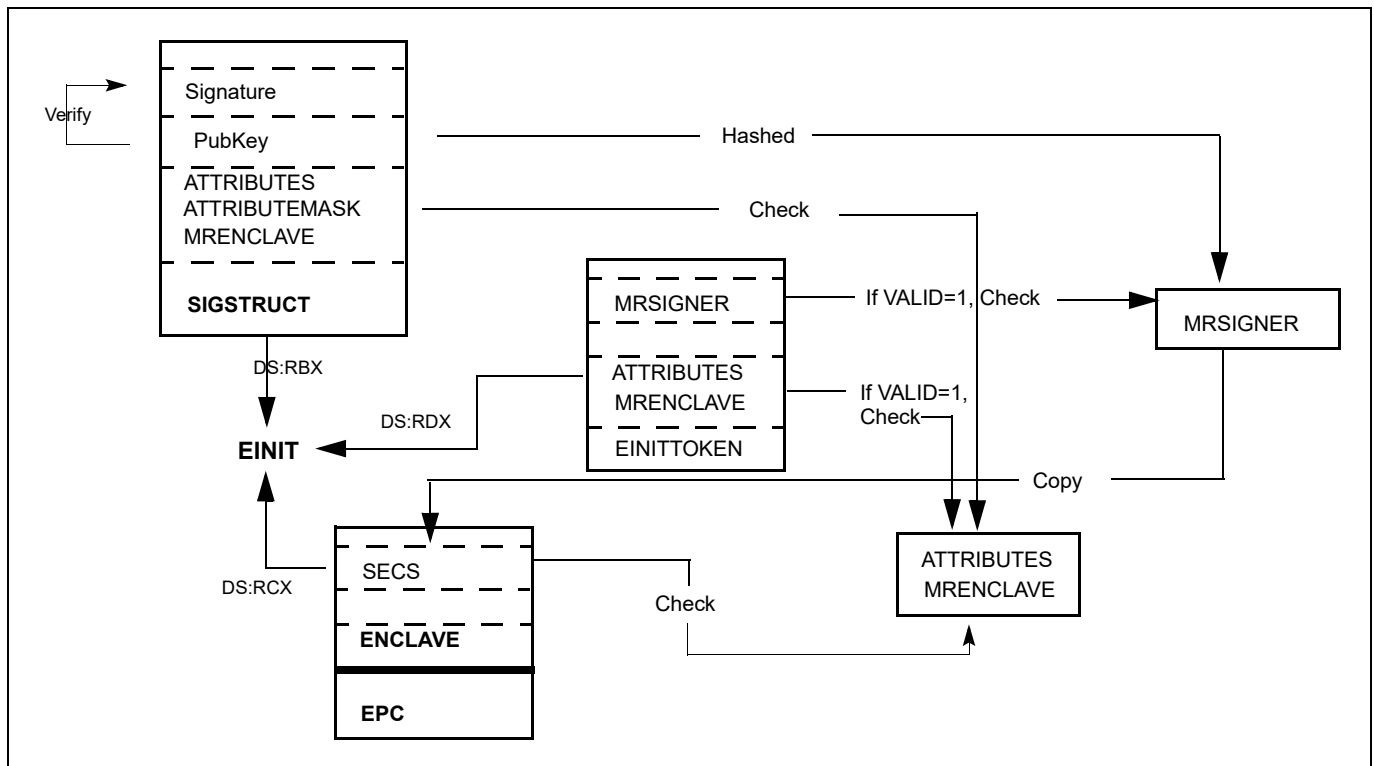 Signature
Verify
PubKey
Hashed
ATTRIBUTES
ATTRIBUTEMASK
MRENCLAVE
Check
SIGSTRUCT
MRSIGNER
If VALID=1, Check
MRSIGNER
DS:RBX
ATTRIBUTES
MRENCLAVE
If VALID=1,
Check
DS:RDX
EINIT
EINITTOKEN
Copy
SECS
DS:RCX
Check
ENCLAVE
EPC
ATTRIBUTES
MRENCLAVE